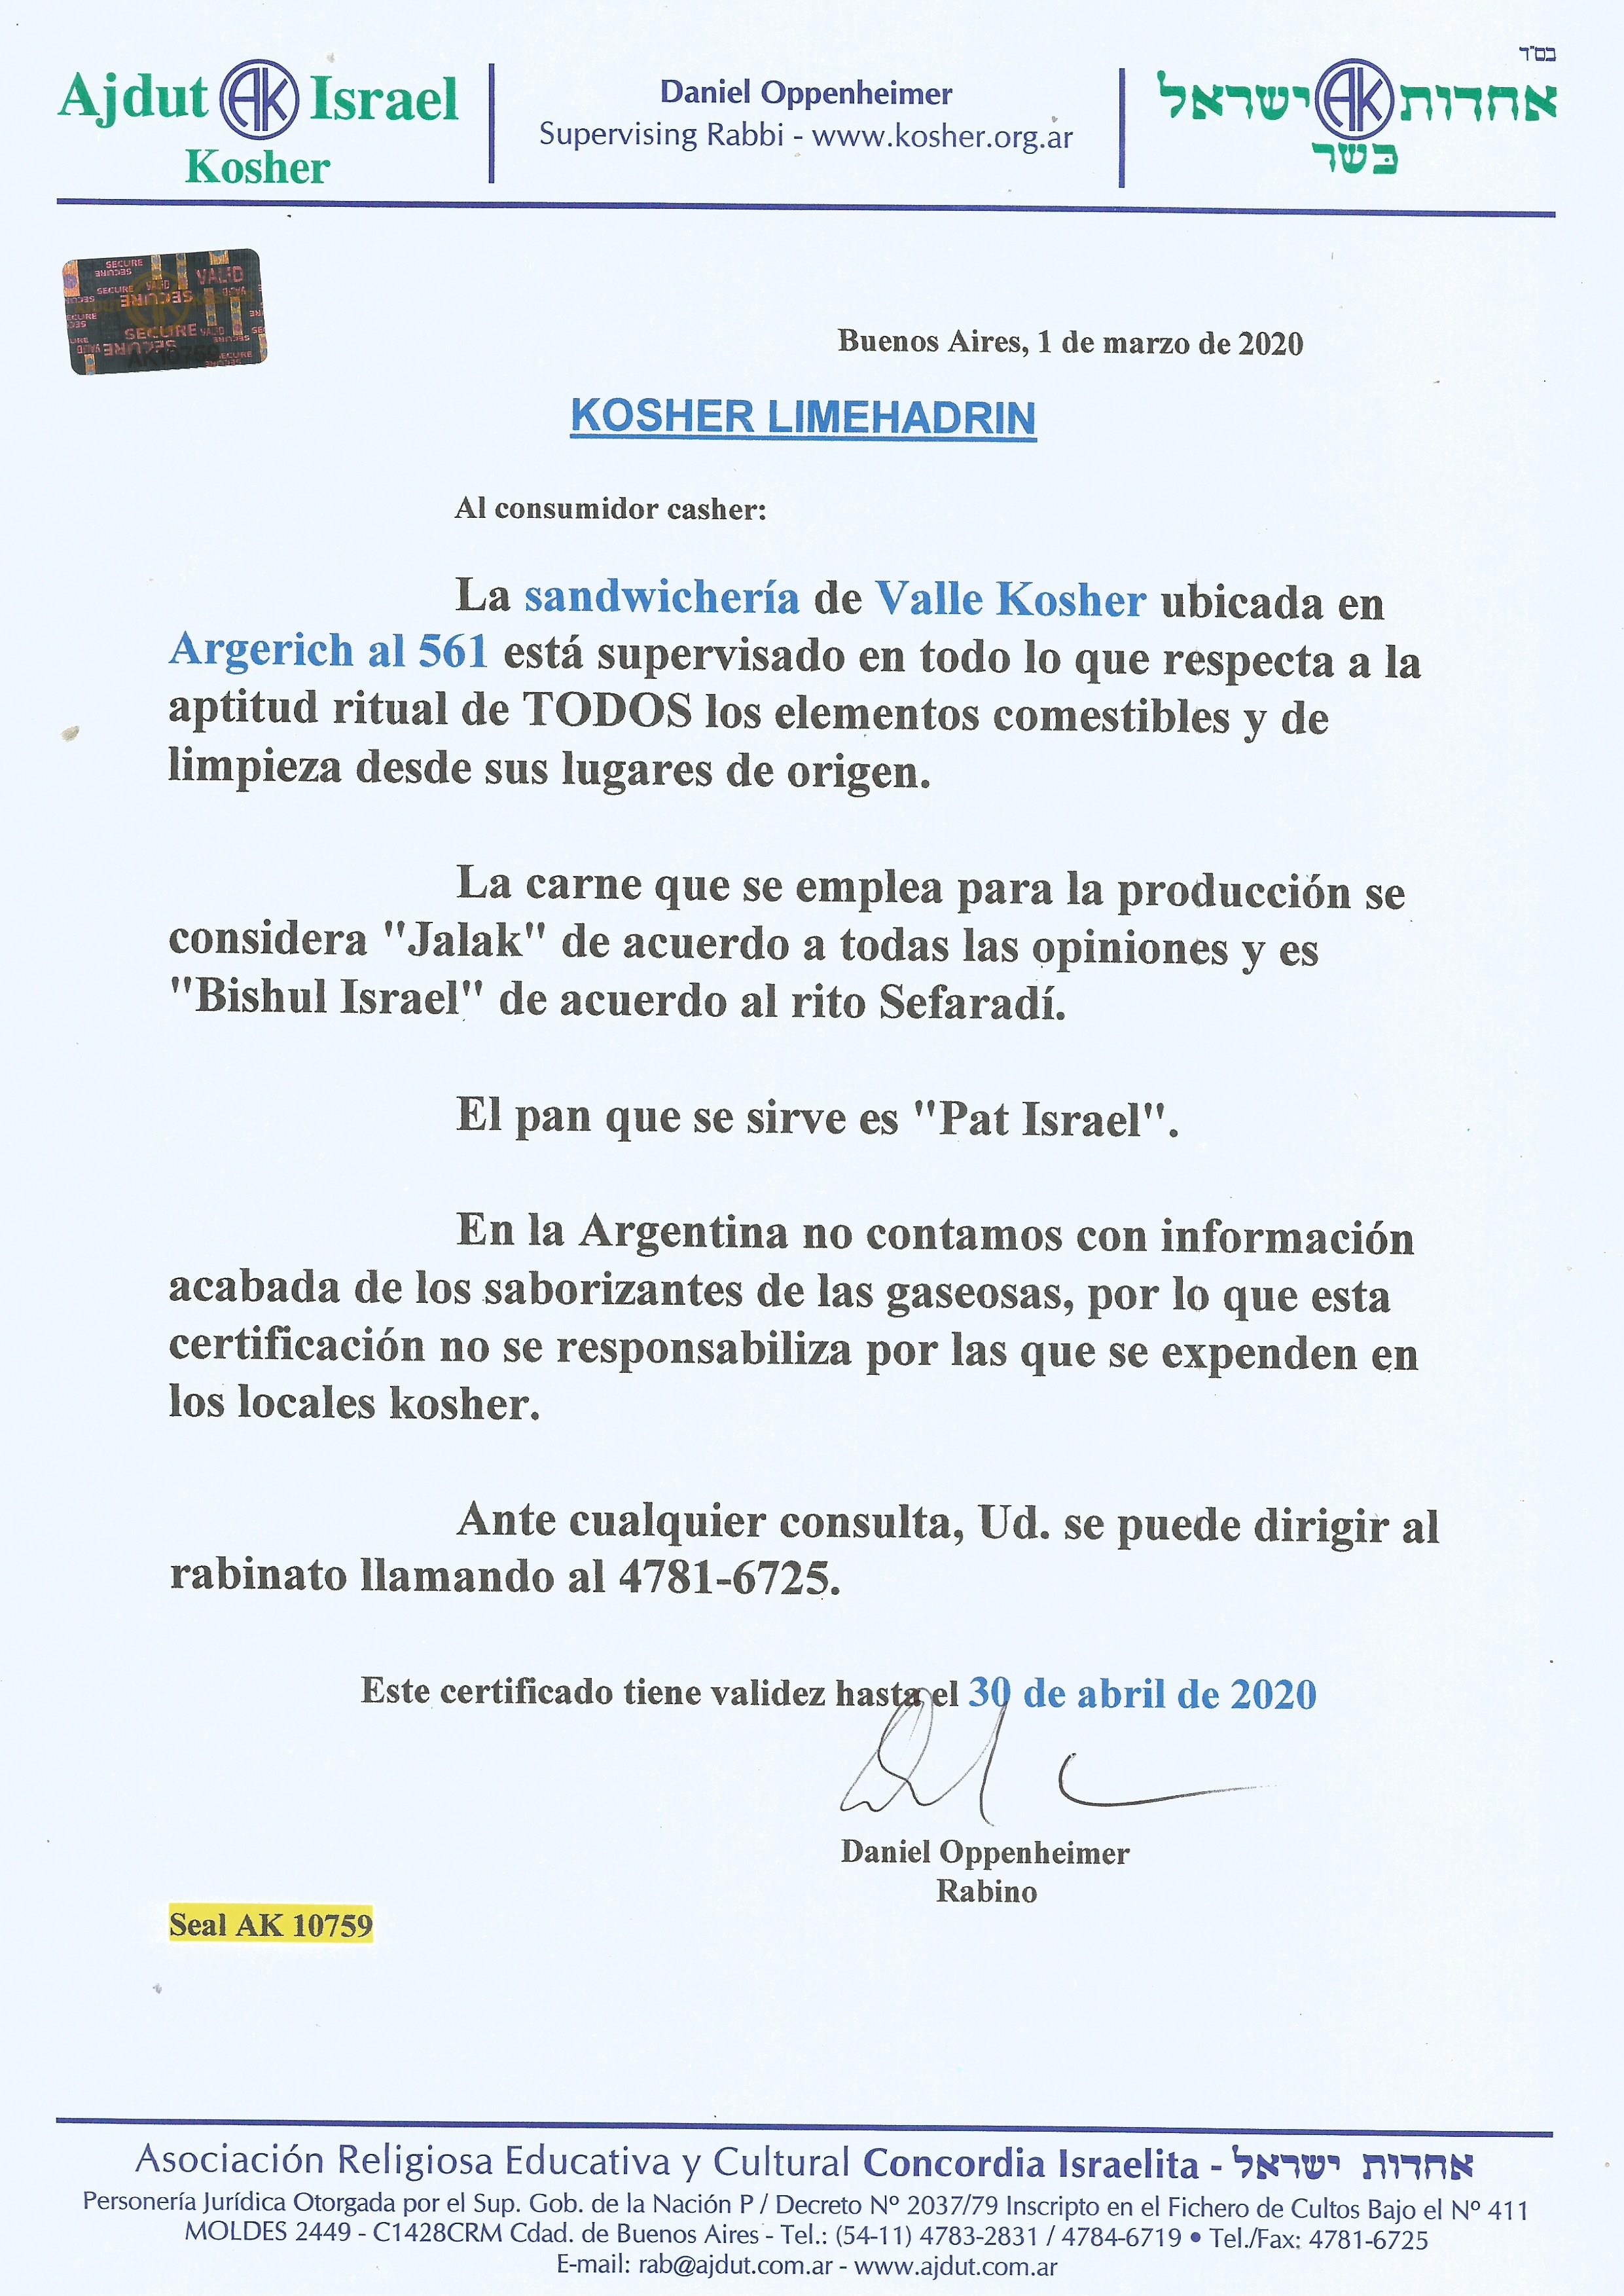 בס"ד
Ajdut AK Israel
Kosher
Daniel Oppenheimer
Supervising Rabbi - www.kosher.org.ar
אחדות AK ישראל
כשר
SECURE
VALID
SECURE
SECURE
Buenos Aires, 1 de marzo de 2020
KOSHER LIMEHADRIN
Al consumidor casher:
La sandwichería de Valle Kosher ubicada en
Argerich al 561 está supervisado en todo lo que respecta a la
aptitud ritual de TODOS los elementos comestibles y de
limpieza desde sus lugares de origen.
La carne que se emplea para la producción se
considera "Jalak" de acuerdo a todas las opiniones y es
"Bishul Israel" de acuerdo al rito Sefaradí.
El pan que se sirve es "Pat Israel".
En la Argentina no contamos con información
acabada de los saborizantes de las gaseosas, por lo que esta
certificación no se responsabiliza por las que se expenden en
los locales kosher.
Ante cualquier consulta, Ud. se puede dirigir al
rabinato llamando al 4781-6725.
Este certificado tiene validez hasta el 30 de abril de 2020
Daniel Oppenheimer
Rabino
Seal AK 10759
Asociación Religiosa Educativa y Cultural Concordia Israelita - אחדות ישראל
Personería Jurídica Otorgada por el Sup. Gob. de la Nación P / Decreto Nº 2037/79 Inscripto en el Fichero de Cultos Bajo el Nº 411
MOLDES 2449 - C1428CRM Cdad. de Buenos Aires - Tel.: (54-11) 4783-2831 / 4784-6719 • Tel./Fax: 4781-6725
E-mail: rab@ajdut.com.ar - www.ajdut.com.ar